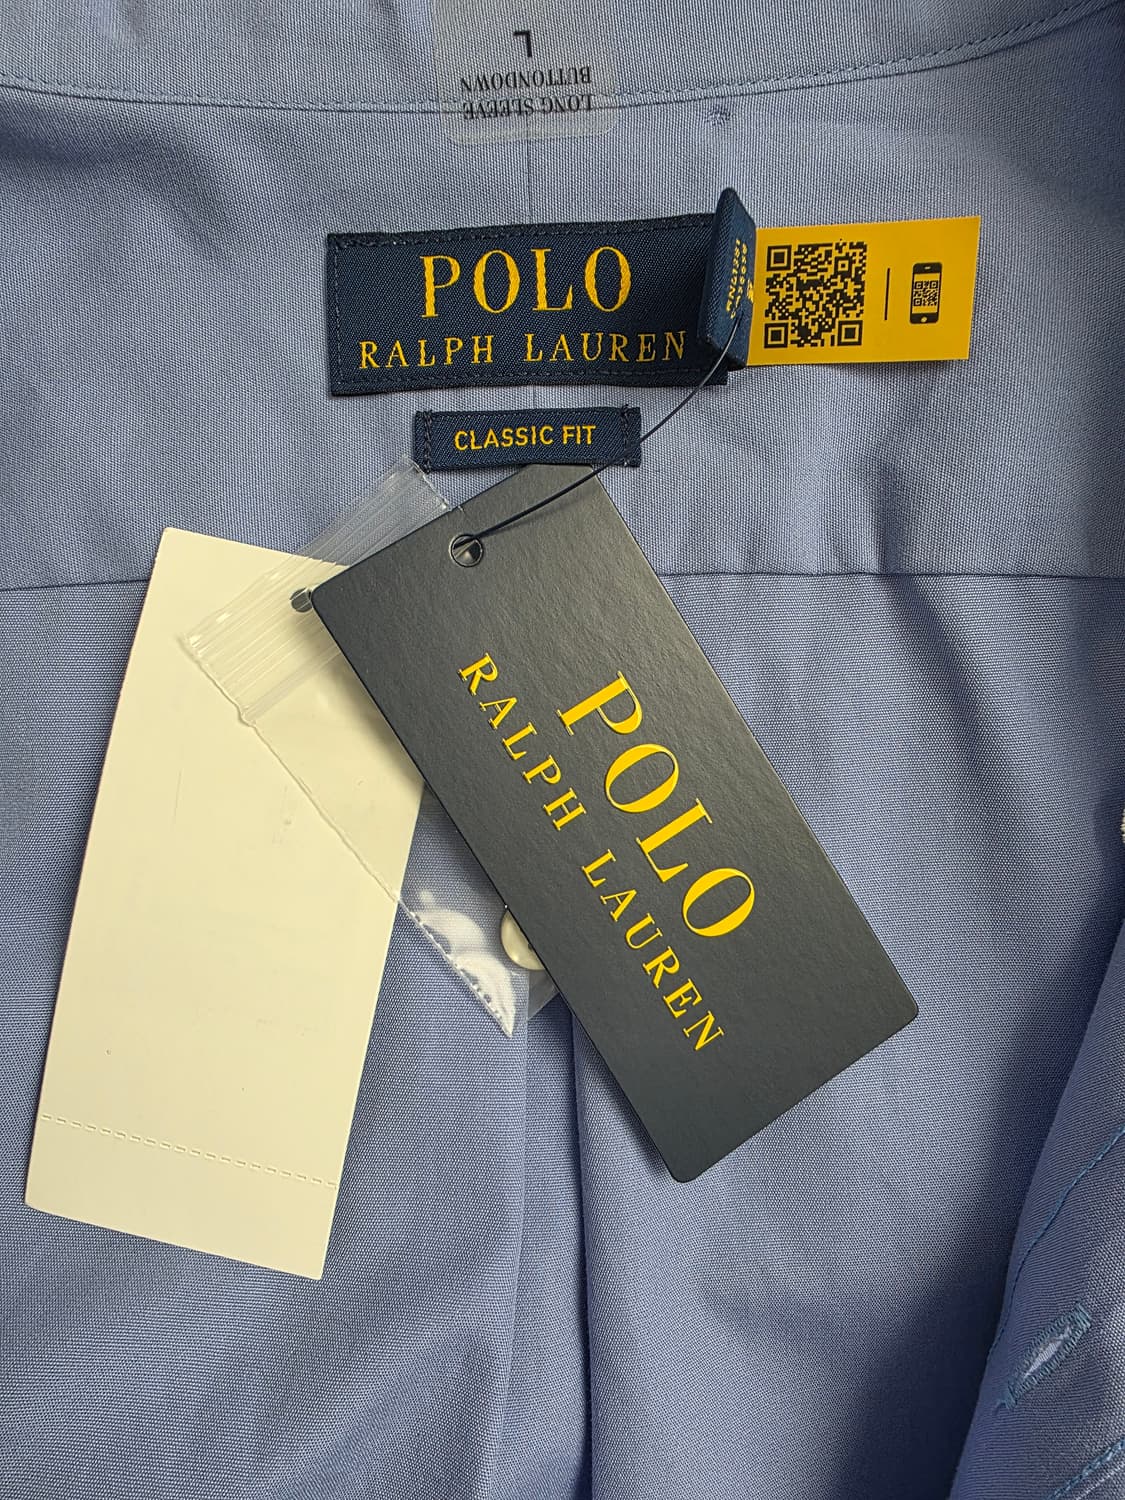 L
LONG SLEEVE
BUTTONDOWN
POLO
RALPH LAUREN
CLASSIC FIT
POLO
RALPH LAUREN